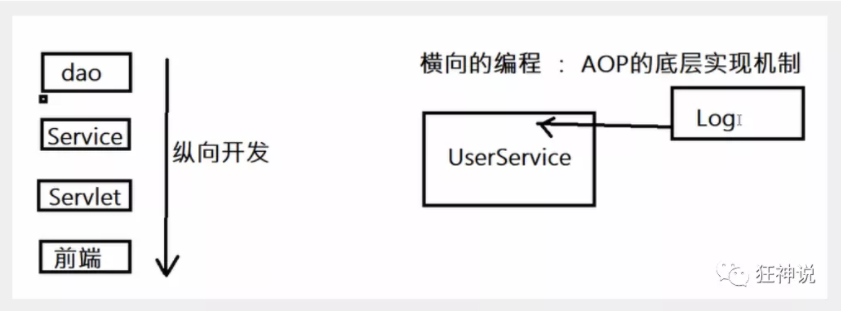 dao
Service
Servlet
前端
纵向开发
横向的编程 ：AOP的底层实现机制
Log
UserService
狂神说